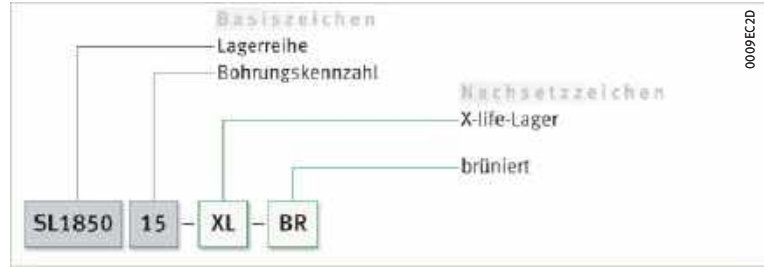 Basiszeichen
Lagerreihe
Bohrungskennzahl
Nachsetzzeichen
X-life-Lager
brüniert
SL1850 15 – XL – BR
0009EC2D